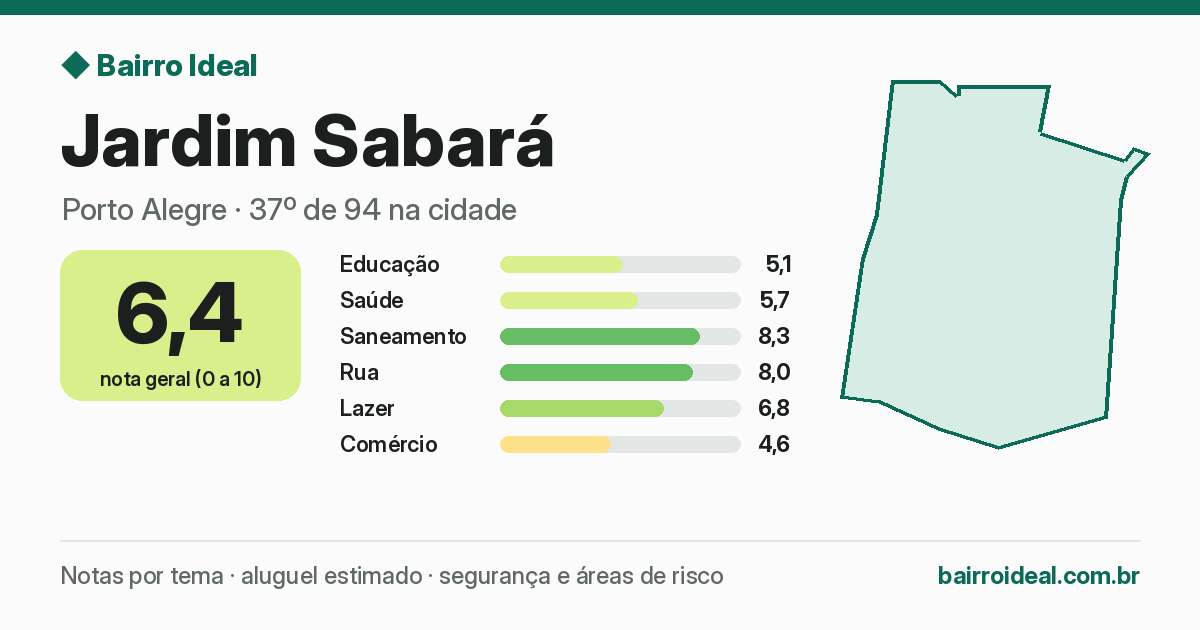 Bairro Ideal
Jardim Sabará
Porto Alegre · 37º de 94 na cidade
6,4
nota geral (0 a 10)
Educação 5,1
Saúde 5,7
Saneamento 8,3
Rua 8,0
Lazer 6,8
Comércio 4,6
Notas por tema · aluguel estimado · segurança e áreas de risco
bairroideal.com.br